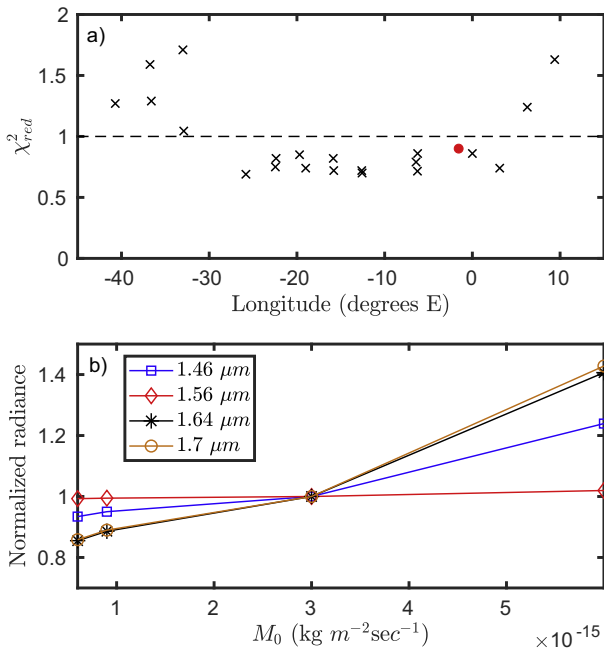 a)
2
1.5
1
0.5
0
χ²red
-40 -30 -20 -10 0 10
Longitude (degrees E)
b)
1.46 μm
1.56 μm
1.64 μm
1.7 μm
1.4
1.2
1
0.8
Normalized radiance
1 2 3 4 5
M₀ (kg m⁻²sec⁻¹)
×10⁻¹⁵